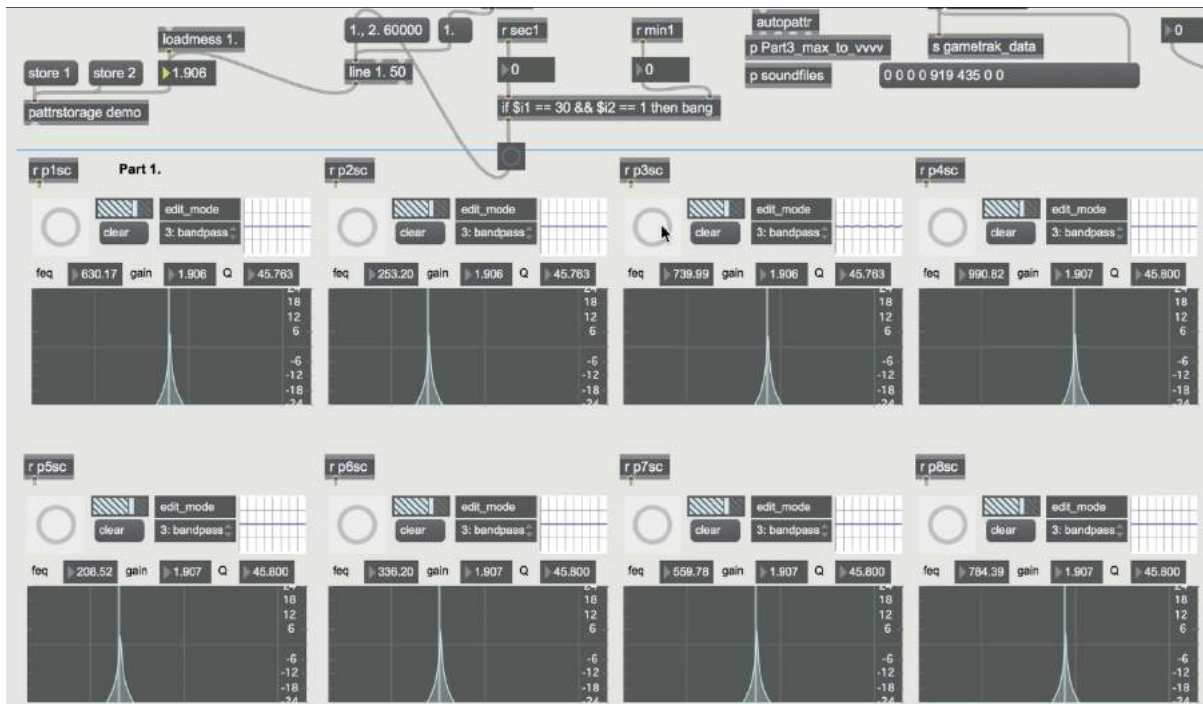 loadmess 1.
1., 2. 60000
1.
r sec1
r min1
autopattr
p Part3_max_to_vvvv
s gametrak_data
0
store 1
store 2
1.906
line 1. 50
0
0
p soundfiles
0 0 0 0 919 435 0 0
pattrstorage demo
if $i1 == 30 && $i2 == 1 then bang
r p1sc
Part 1.
r p2sc
r p3sc
r p4sc
edit_mode
clear
3: bandpass
edit_mode
clear
3: bandpass
edit_mode
clear
3: bandpass
edit_mode
clear
3: bandpass
feq 630.17 gain 1.906 Q 45.763
feq 253.20 gain 1.906 Q 45.763
feq 739.99 gain 1.906 Q 45.763
feq 990.82 gain 1.907 Q 45.800
24
18
12
6
-6
-12
-18
-24
24
18
12
6
-6
-12
-18
-24
24
18
12
6
-6
-12
-18
-24
24
18
12
6
-6
-12
-18
-24
r p5sc
r p6sc
r p7sc
r p8sc
edit_mode
clear
3: bandpass
edit_mode
clear
3: bandpass
edit_mode
clear
3: bandpass
edit_mode
clear
3: bandpass
feq 208.52 gain 1.907 Q 45.800
feq 336.20 gain 1.907 Q 45.800
feq 559.78 gain 1.907 Q 45.800
feq 784.39 gain 1.907 Q 45.800
18
12
6
-6
-12
-18
18
12
6
-6
-12
-18
18
12
6
-6
-12
-18
18
12
6
-6
-12
-18